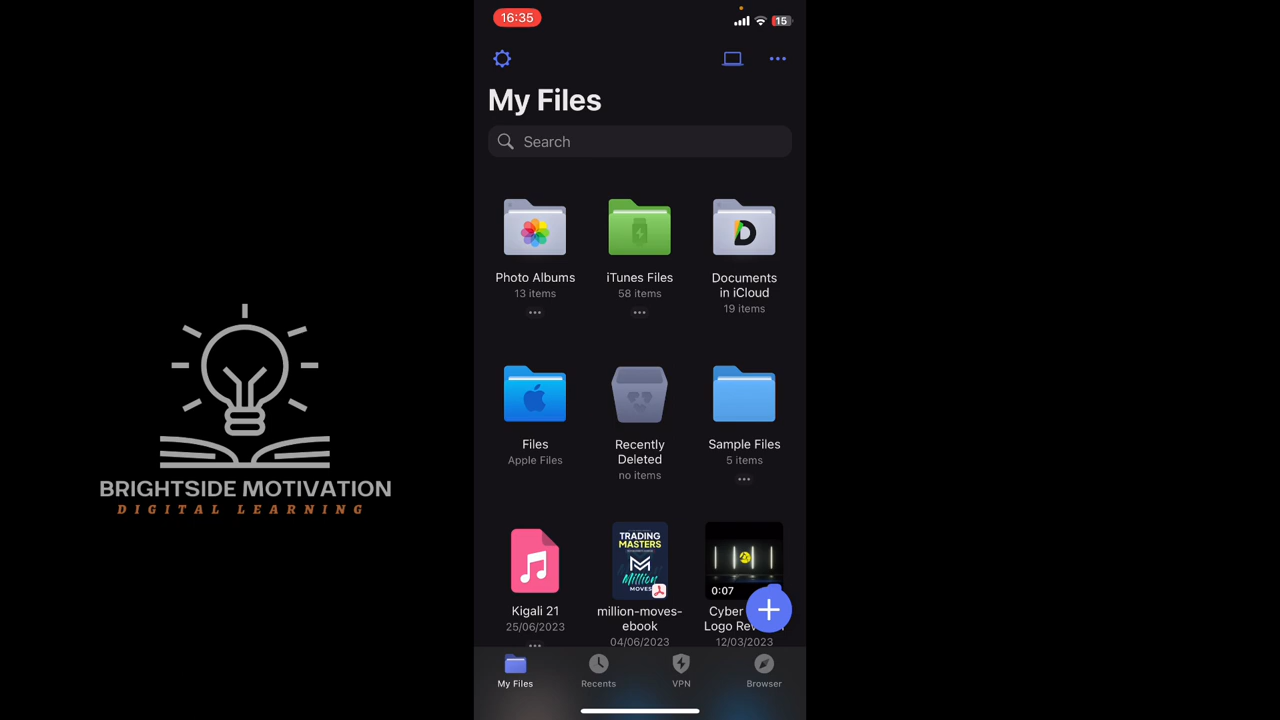 16:35
15
My Files
Search
Photo Albums
13 items
iTunes Files
58 items
Documents
in iCloud
19 items
Files
Apple Files
Recently
Deleted
no items
Sample Files
5 items
TRADING
MASTERS
Million
MOVES
0:07
Kigali 21
25/06/2023
million-moves-
ebook
04/06/2023
Cyber
Logo
12/03/2023
My Files
Recents
VPN
Browser
BRIGHTSIDE MOTIVATION
DIGITAL LEARNING